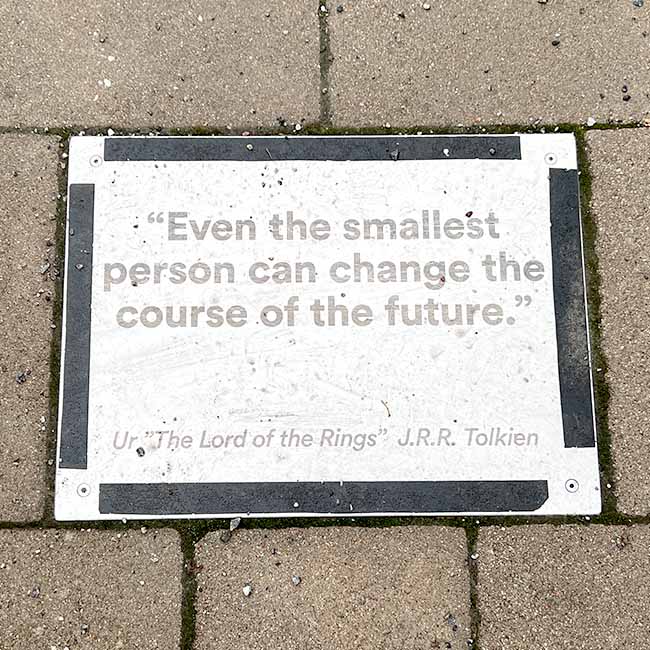 “Even the smallest
person can change the
course of the future.”
Ur ”The Lord of the Rings” J.R.R. Tolkien